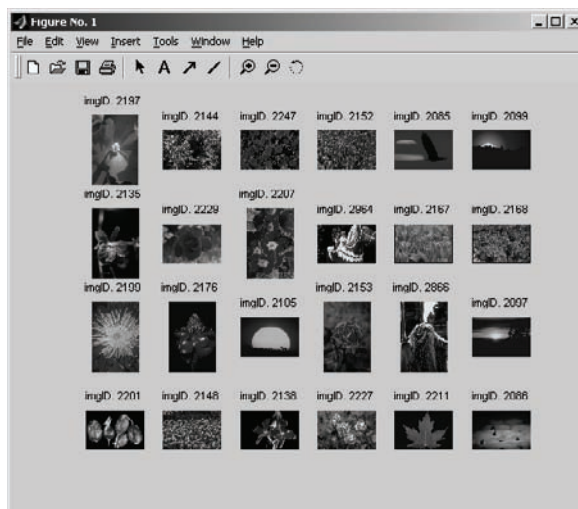 Figure No. 1
File Edit View Insert Tools Window Help
imgID. 2197
imgID. 2144
imgID. 2247
imgID. 2152
imgID. 2085
imgID. 2099
imgID. 2135
imgID. 2229
imgID. 2207
imgID. 2964
imgID. 2167
imgID. 2168
imgID. 2199
imgID. 2176
imgID. 2105
imgID. 2153
imgID. 2866
imgID. 2097
imgID. 2201
imgID. 2148
imgID. 2138
imgID. 2227
imgID. 2211
imgID. 2086